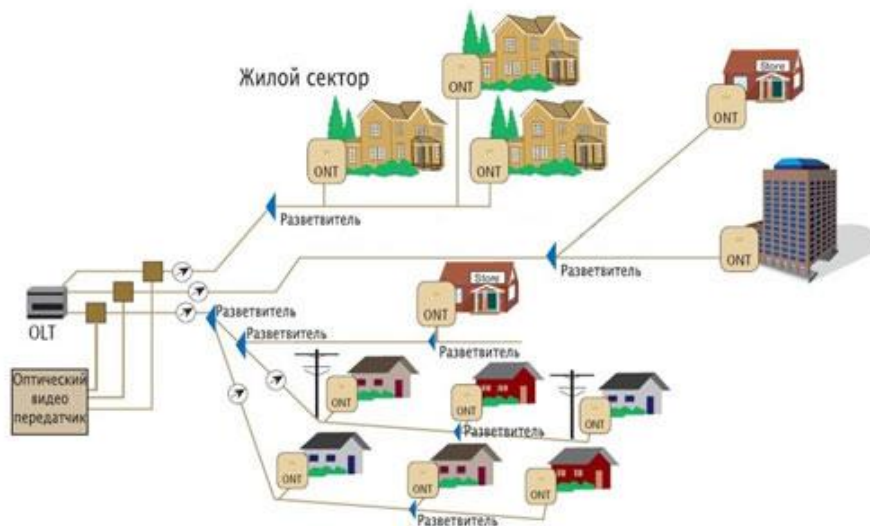 Жилой сектор
ONT
Store
ONT
ONT
ONT
Разветвитель
ONT
Разветвитель
Store
ONT
OLT
Разветвитель
Разветвитель
Разветвитель
Оптический
видео
передатчик
ONT
ONT
ONT
Разветвитель
ONT
ONT
ONT
Разветвитель